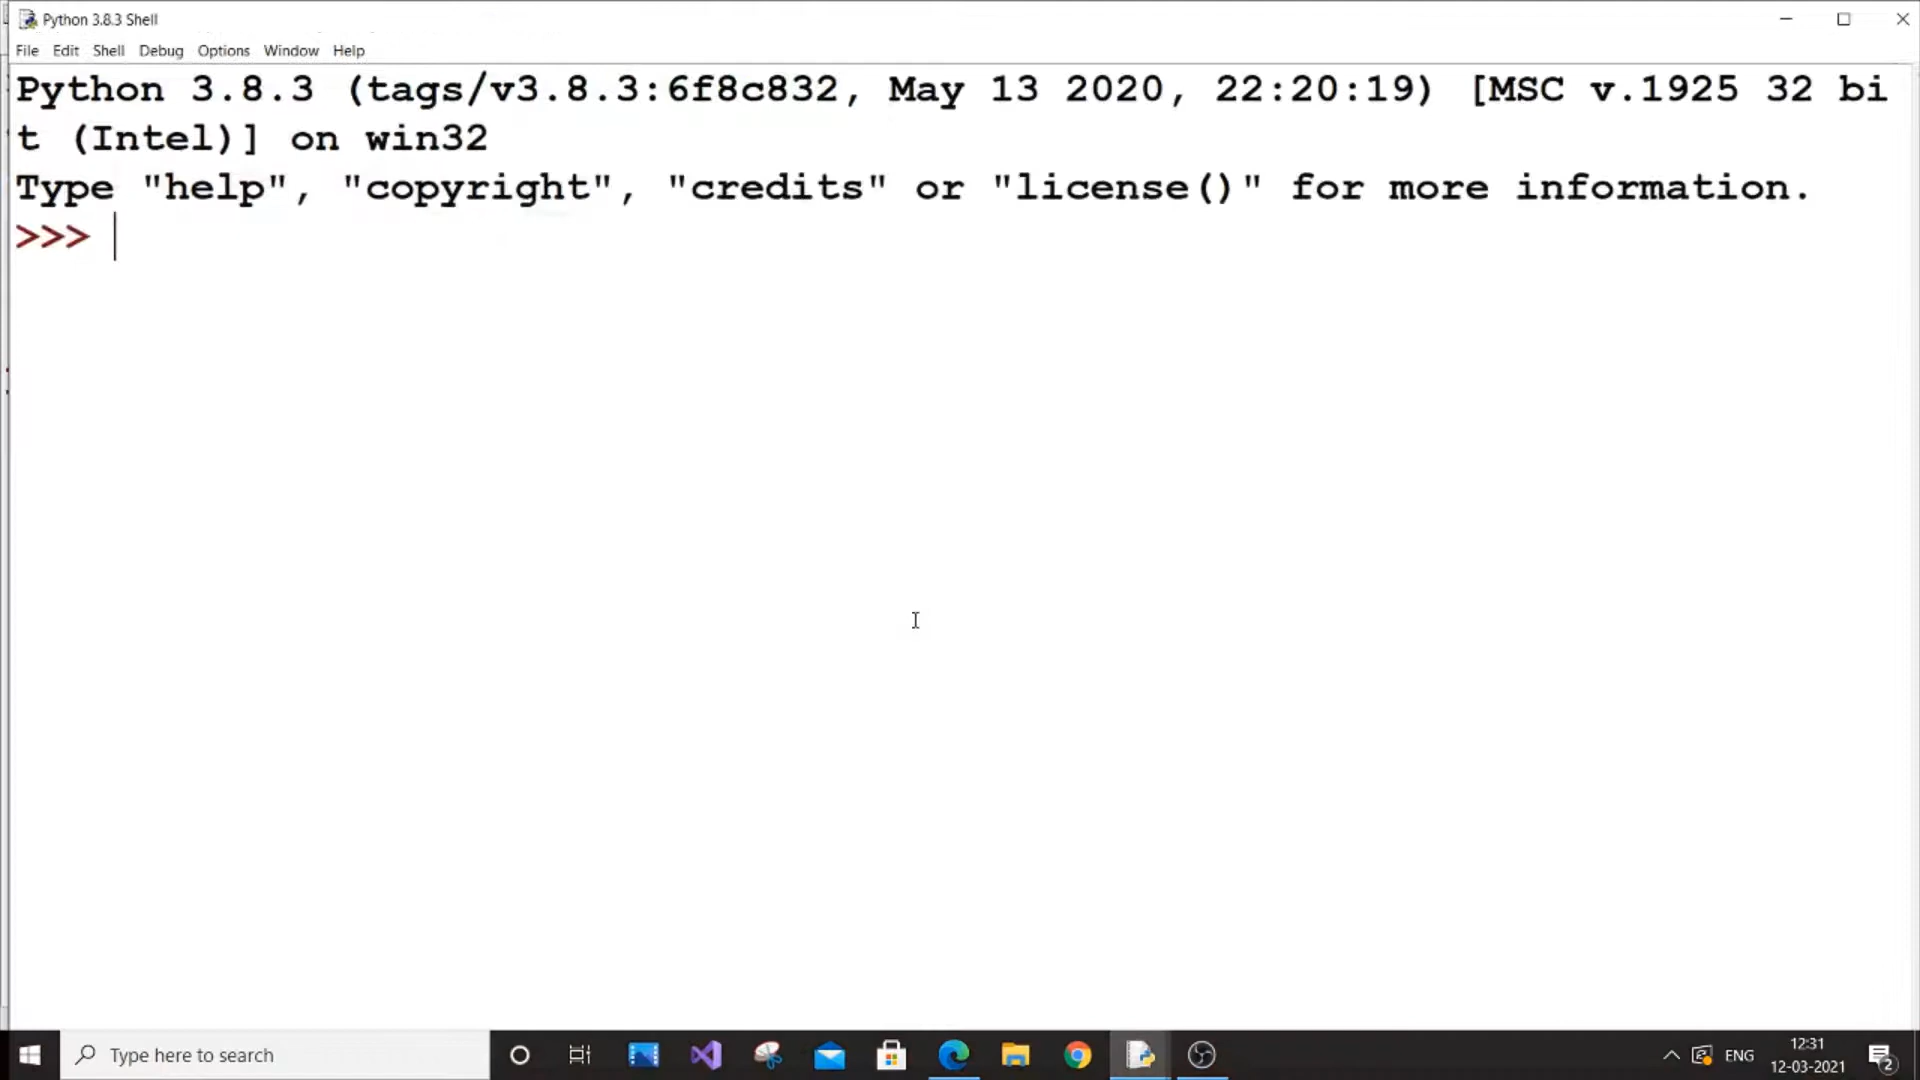 Python 3.8.3 Shell
File Edit Shell Debug Options Window Help
Python 3.8.3 (tags/v3.8.3:6f8c832, May 13 2020, 22:20:19) [MSC v.1925 32 bi
t (Intel)] on win32
Type "help", "copyright", "credits" or "license()" for more information.
>>>
Type here to search
ENG
12:31
12-03-2021
2